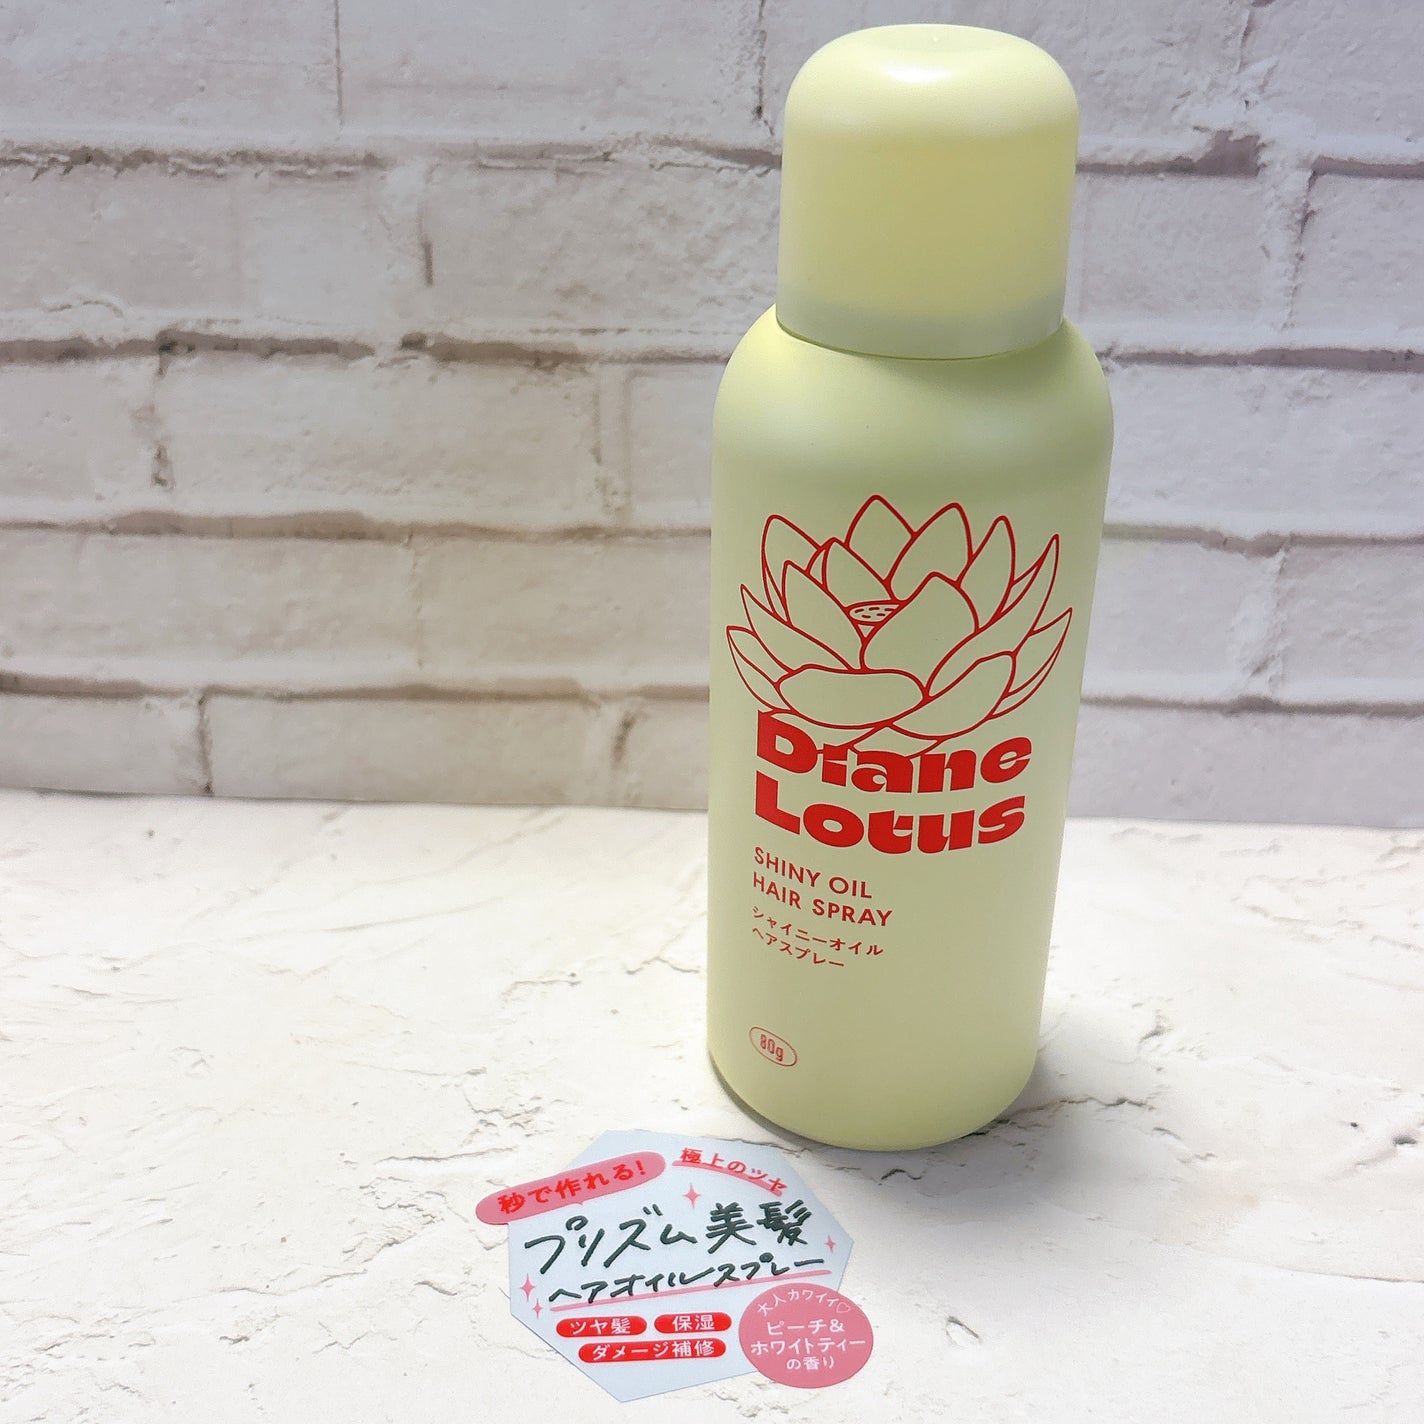 Diane
Lotus
SHINY OIL
HAIR SPRAY
シャイニーオイル
ヘアスプレー
80g
秒で作れる!
極上のツヤ
プリズム美髪
ヘアオイルスプレー
ツヤ髪
保湿
ダメージ補修
大人カワイイ♡
ピーチ&
ホワイトティー
の香り